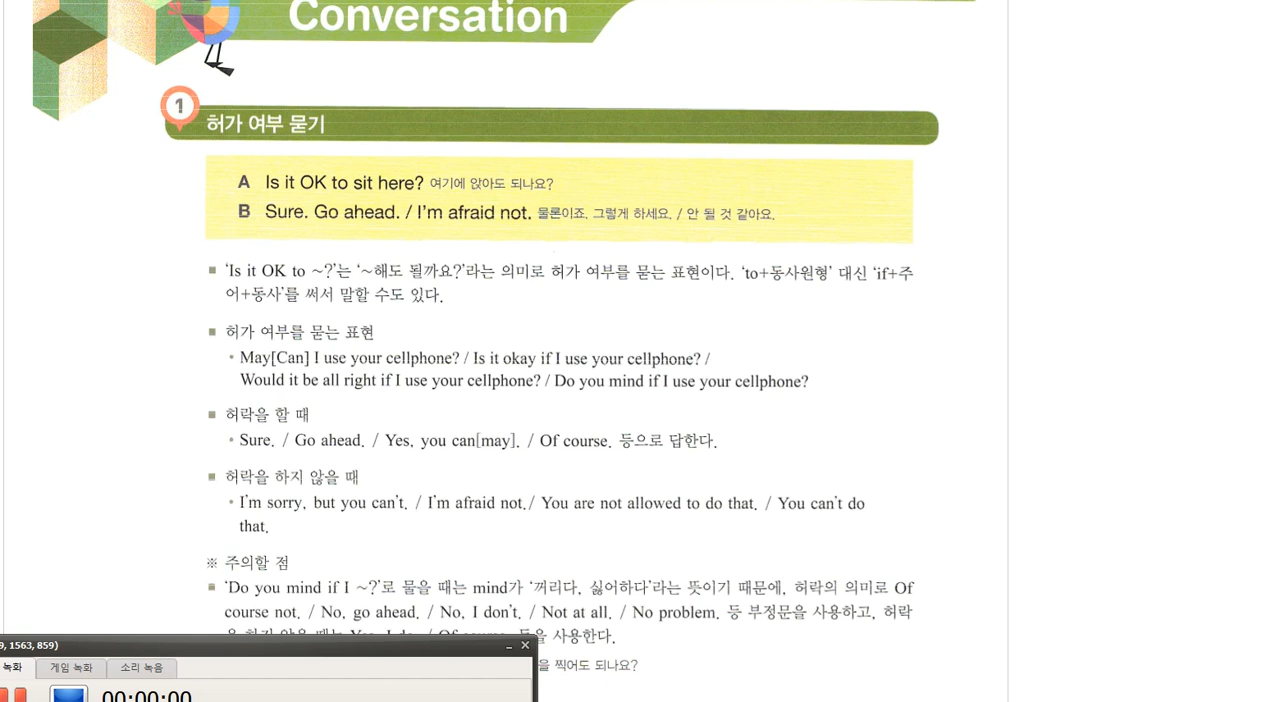 Conversation
1
허가 여부 묻기
A Is it OK to sit here? 여기에 앉아도 되나요?
B Sure. Go ahead. / I'm afraid not. 물론이죠. 그렇게 하세요. / 안 될 것 같아요.
■ 'Is it OK to ~?'는 '~해도 될까요?'라는 의미로 허가 여부를 묻는 표현이다. 'to+동사원형' 대신 'if+주
어+동사'를 써서 말할 수도 있다.
■ 허가 여부를 묻는 표현
• May[Can] I use your cellphone? / Is it okay if I use your cellphone? /
Would it be all right if I use your cellphone? / Do you mind if I use your cellphone?
■ 허락을 할 때
• Sure. / Go ahead. / Yes, you can[may]. / Of course. 등으로 답한다.
■ 허락을 하지 않을 때
• I'm sorry, but you can't. / I'm afraid not./ You are not allowed to do that. / You can't do
that.
※ 주의할 점
■ 'Do you mind if I ~?'로 물을 때는 mind가 '꺼리다, 싫어하다'라는 뜻이기 때문에, 허락의 의미로 Of
course not. / No, go ahead. / No, I don't. / Not at all. / No problem. 등 부정문을 사용하고, 허락
을 사용한다.
을 찍어도 되나요?
9, 1563, 859)
녹화 게임 녹화 소리 녹음
00:00:00